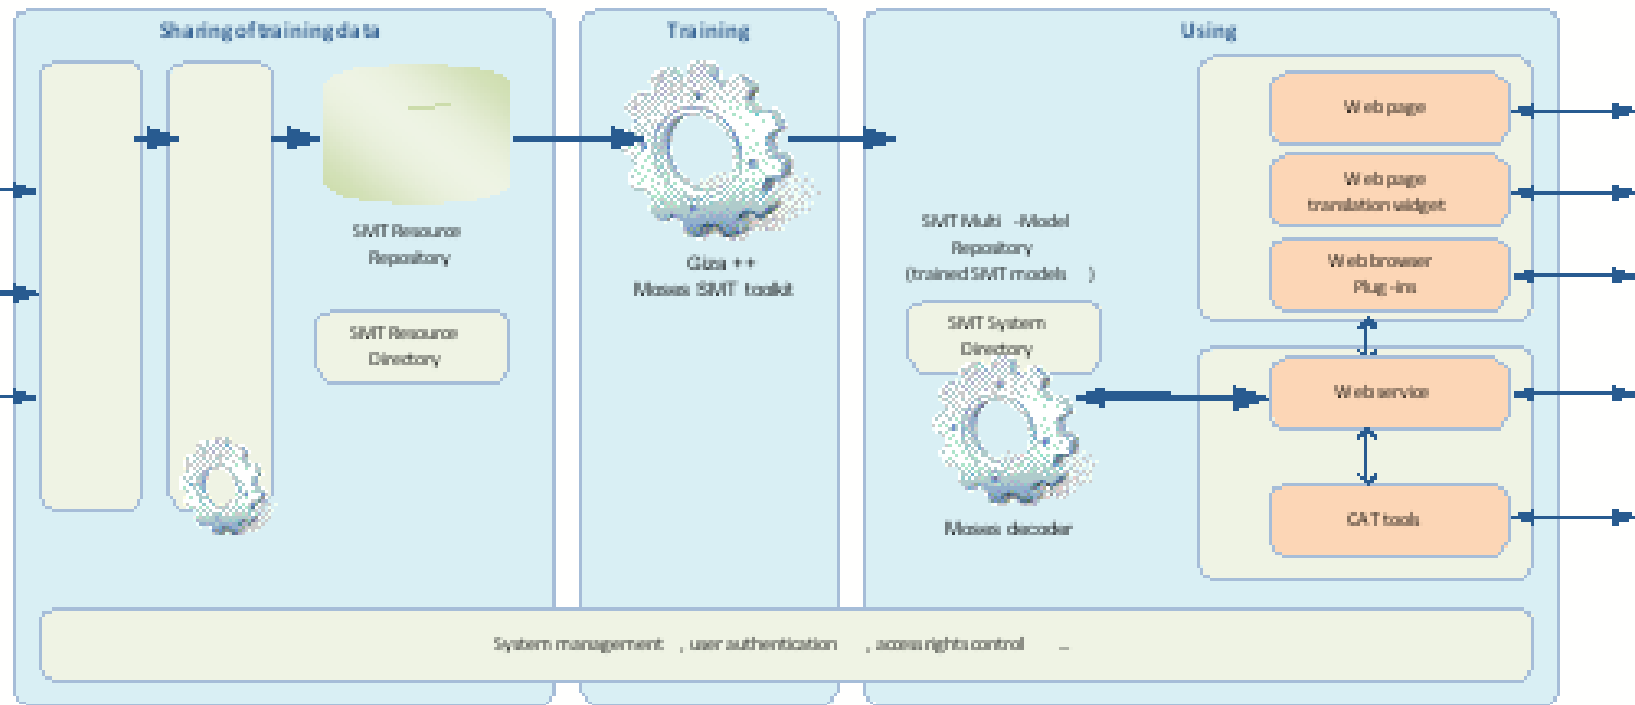 Sharing of training data
Training
Using
SMT Resource
Repository
SMT Resource
Directory
Giza ++
Moses SMT toolkit
SMT Multi -Model
Repository
(trained SMT models )
SMT System
Directory
Moses decoder
Web page
Web page
translation widget
Web browser
Plug -ins
Web service
CAT tools
System management , user authentication , access rights control ...